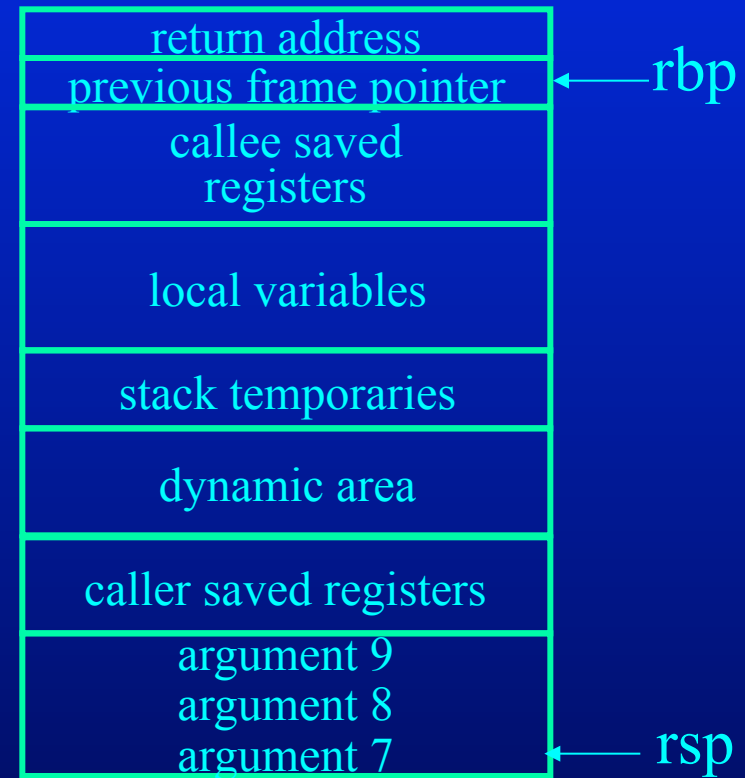 return address
previous frame pointer
rbp
callee saved
registers
local variables
stack temporaries
dynamic area
caller saved registers
argument 9
argument 8
argument 7
rsp